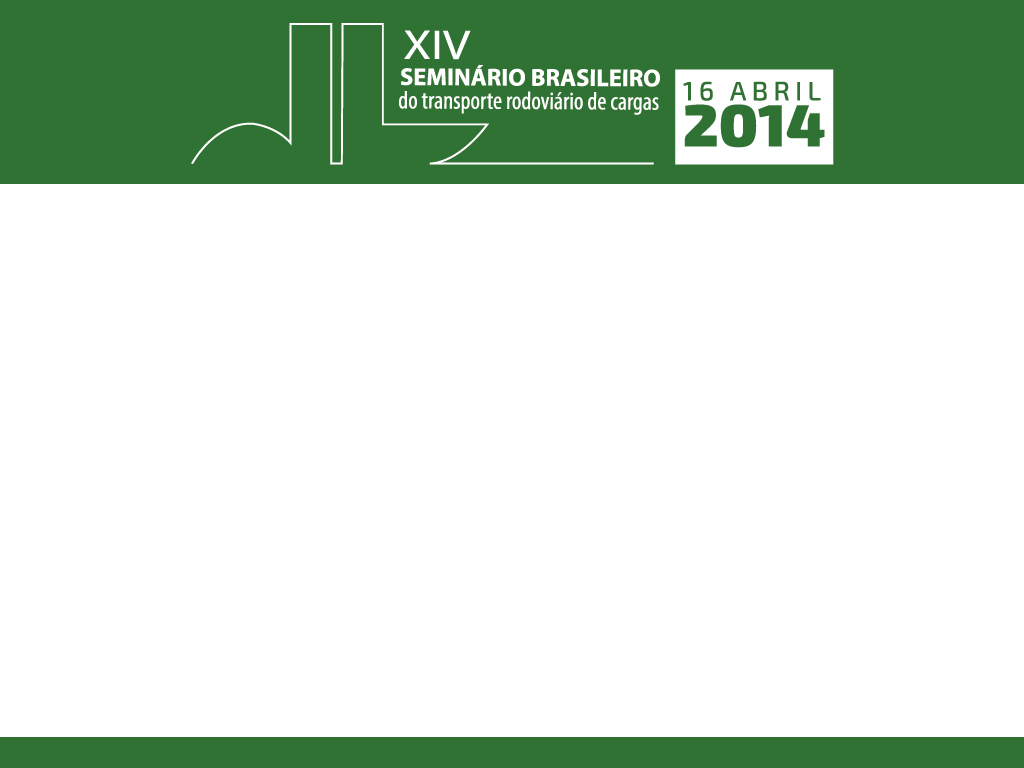 XIV
SEMINÁRIO BRASILEIRO
do transporte rodoviário de cargas
16 ABRIL
2014